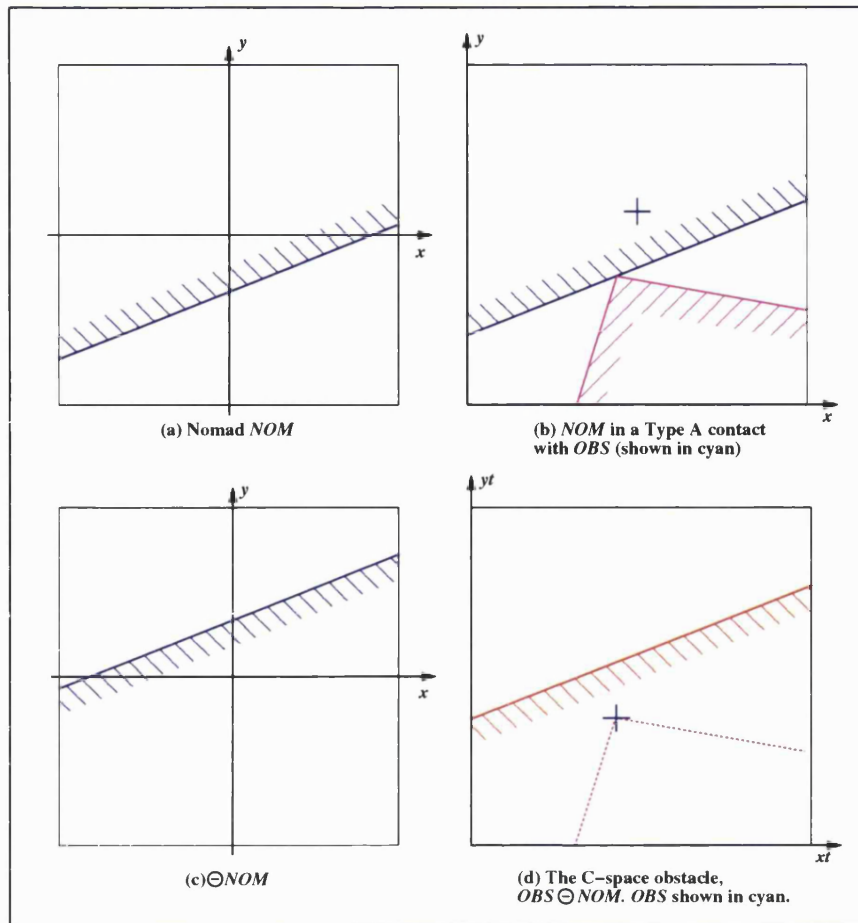 y
y
x
x
(a) Nomad NOM
(b) NOM in a Type A contact
with OBS (shown in cyan)
y
yt
x
xt
(c)⊖NOM
(d) The C-space obstacle,
OBS ⊖ NOM. OBS shown in cyan.